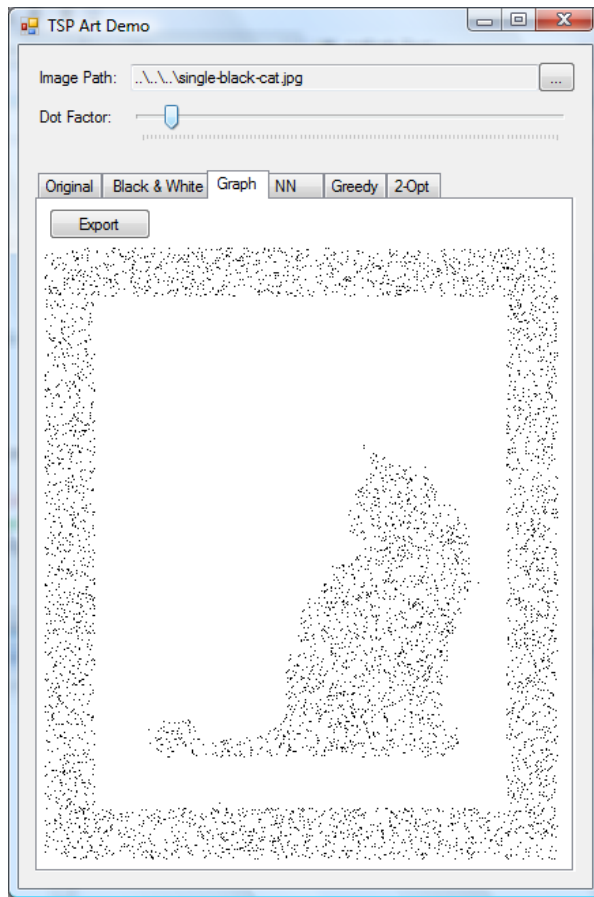 TSP Art Demo
Image Path: ..\..\..\single-black-cat.jpg ...
Dot Factor:
Original Black & White Graph NN Greedy 2-Opt
Export